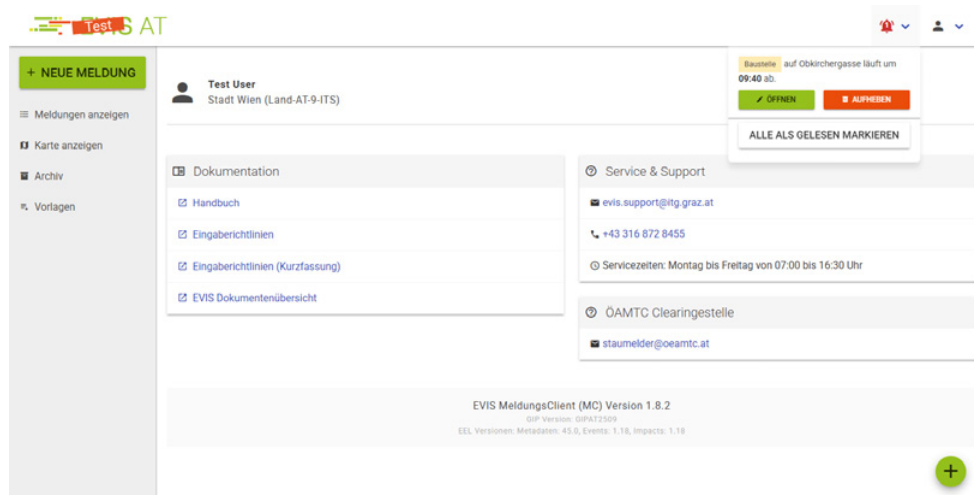 Test EVIS AT
+ NEUE MELDUNG
Meldungen anzeigen
Karte anzeigen
Archiv
Vorlagen
Test User
Stadt Wien (Land-AT-9-ITS)
Baustelle auf Obkirchergasse läuft um
09:40 ab.
ÖFFNEN AUFHEBEN
ALLE ALS GELESEN MARKIEREN
Dokumentation
Handbuch
Eingaberichtlinien
Eingaberichtlinien (Kurzfassung)
EVIS Dokumentenübersicht
Service & Support
evis.support@itg.graz.at
+43 316 872 8455
Servicezeiten: Montag bis Freitag von 07:00 bis 16:30 Uhr
ÖAMTC Clearingestelle
staumelder@oeamtc.at
EVIS MeldungsClient (MC) Version 1.8.2
GIP Version: GIPAT2509
EEL Versionen: Metadaten: 45.0, Events: 1.18, Impacts: 1.18